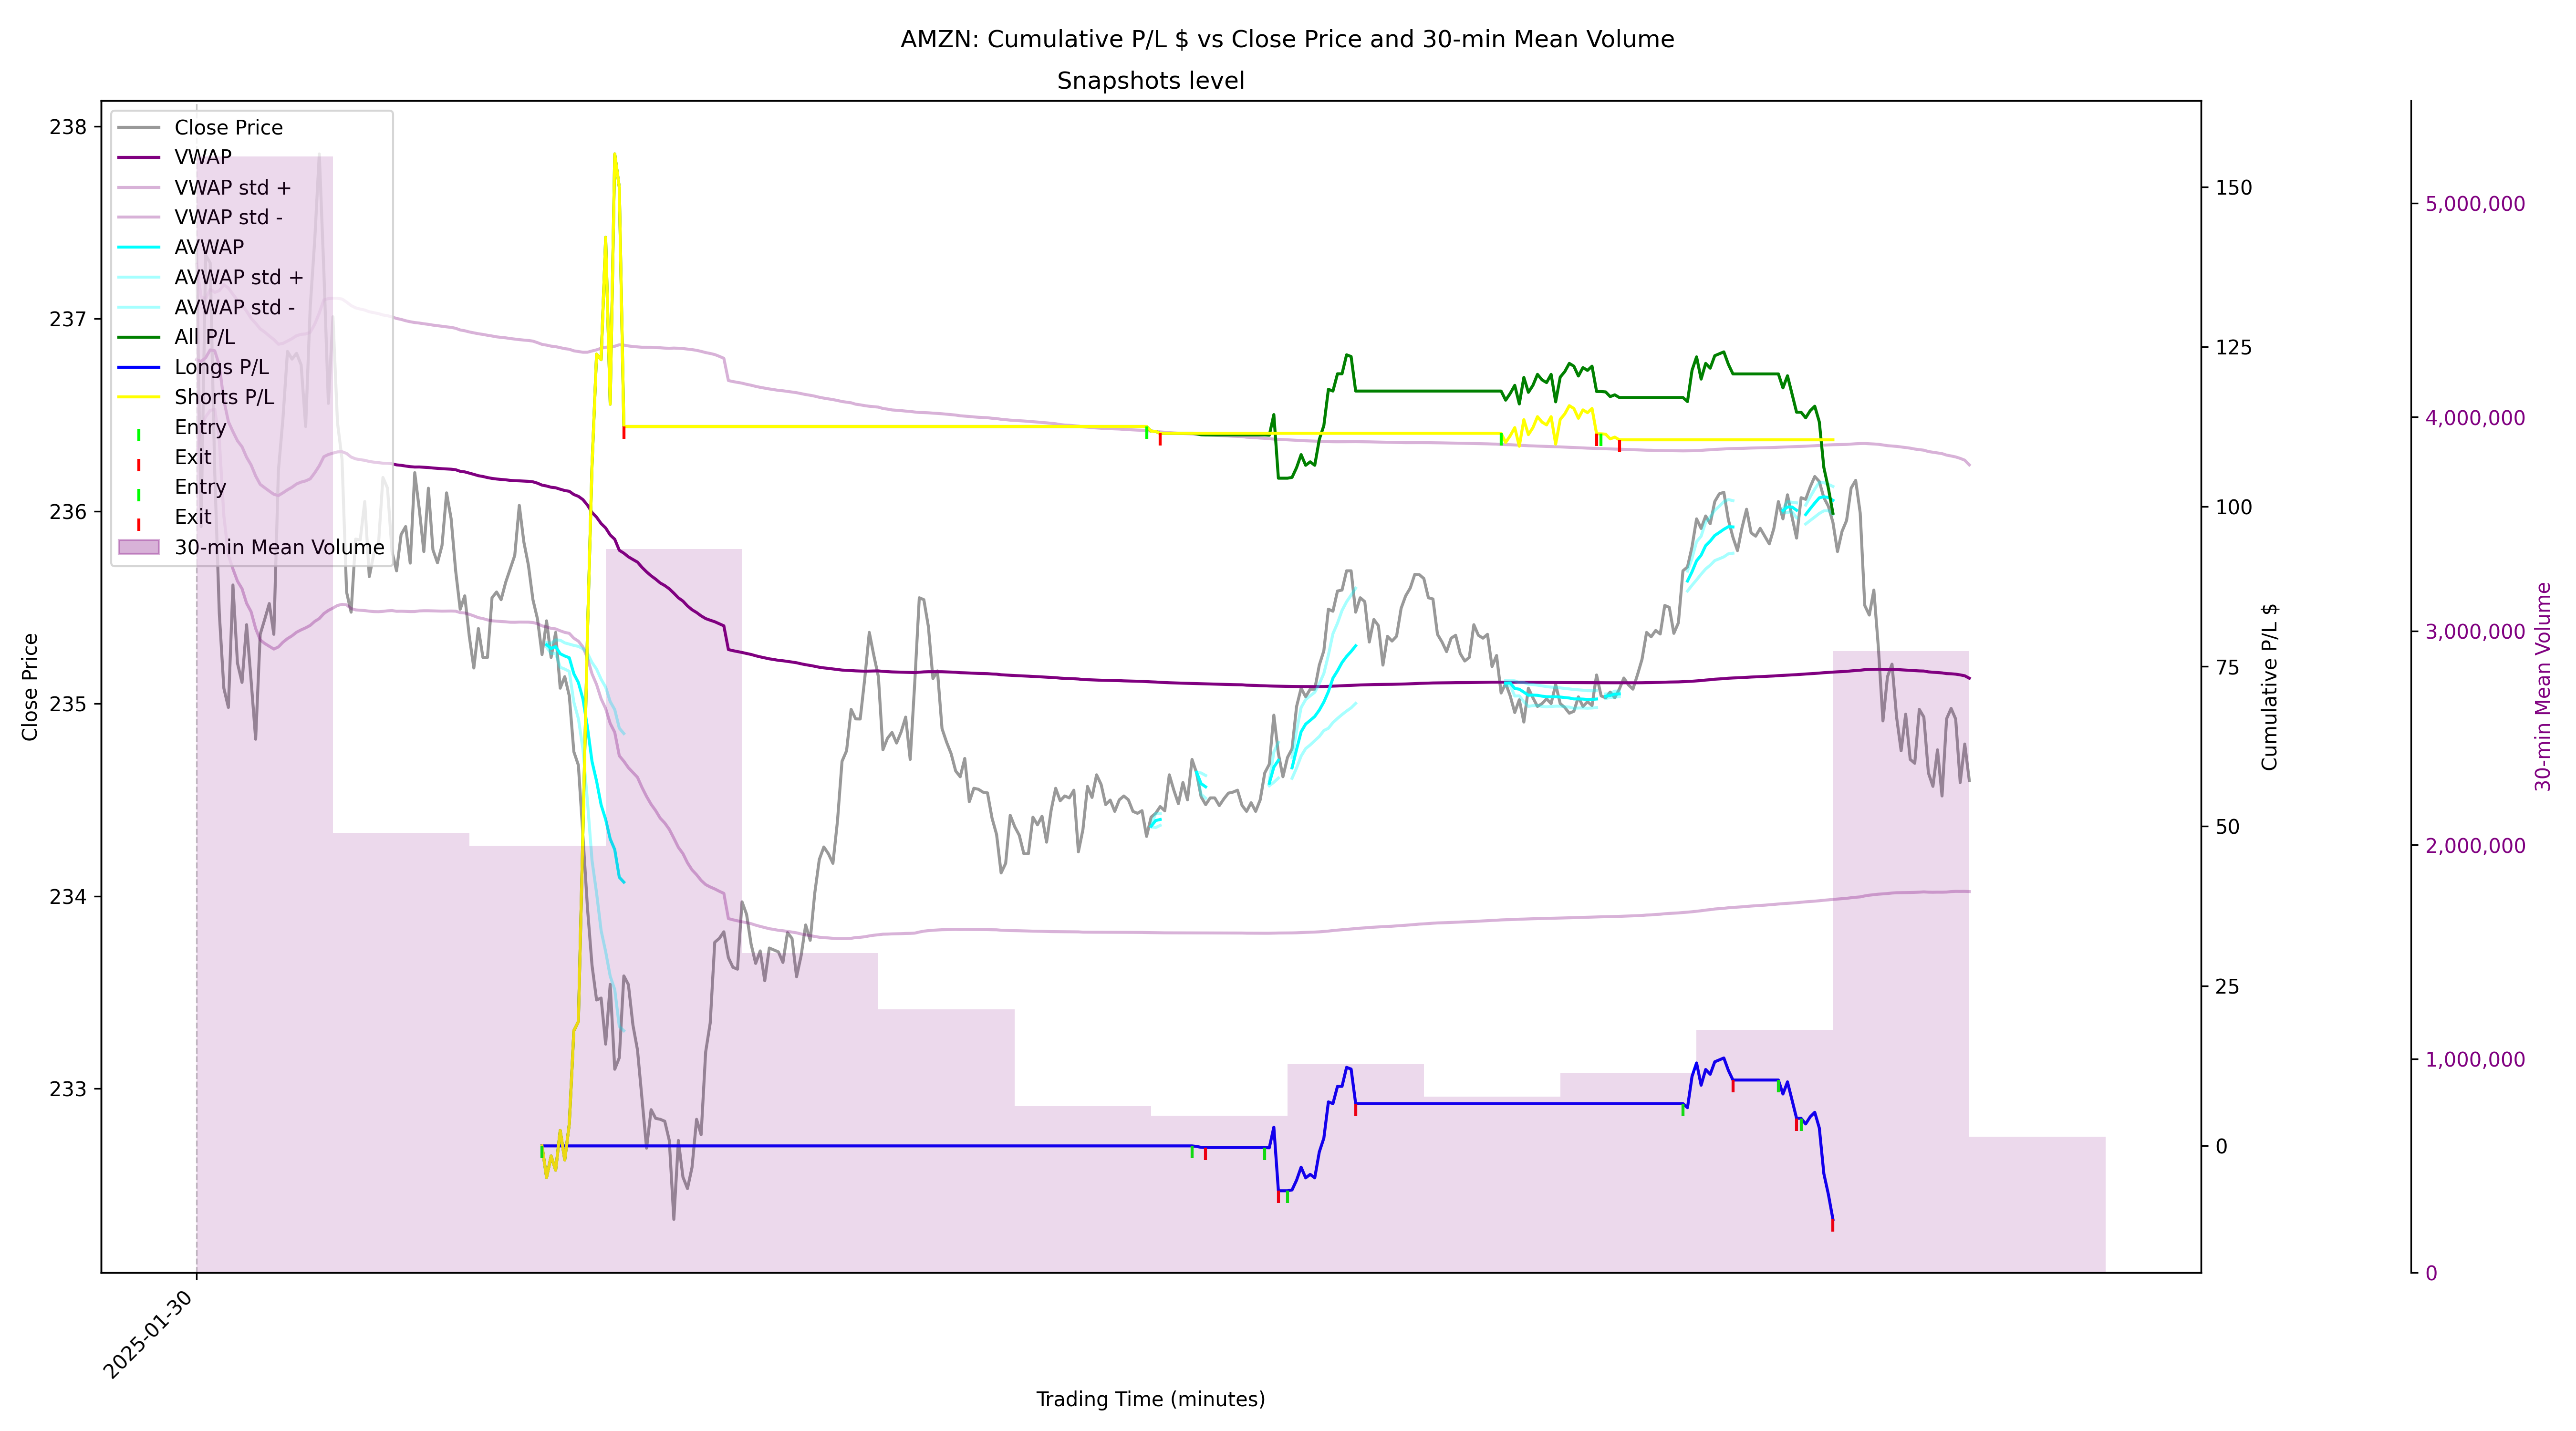 AMZN: Cumulative P/L $ vs Close Price and 30-min Mean Volume
Snapshots level
Close Price
VWAP
VWAP std +
VWAP std -
AVWAP
AVWAP std +
AVWAP std -
All P/L
Longs P/L
Shorts P/L
Entry
Exit
Entry
Exit
30-min Mean Volume
238
237
236
235
234
233
Close Price
150
125
100
75
50
25
0
Cumulative P/L $
5,000,000
4,000,000
3,000,000
2,000,000
1,000,000
0
30-min Mean Volume
2025-01-30
Trading Time (minutes)